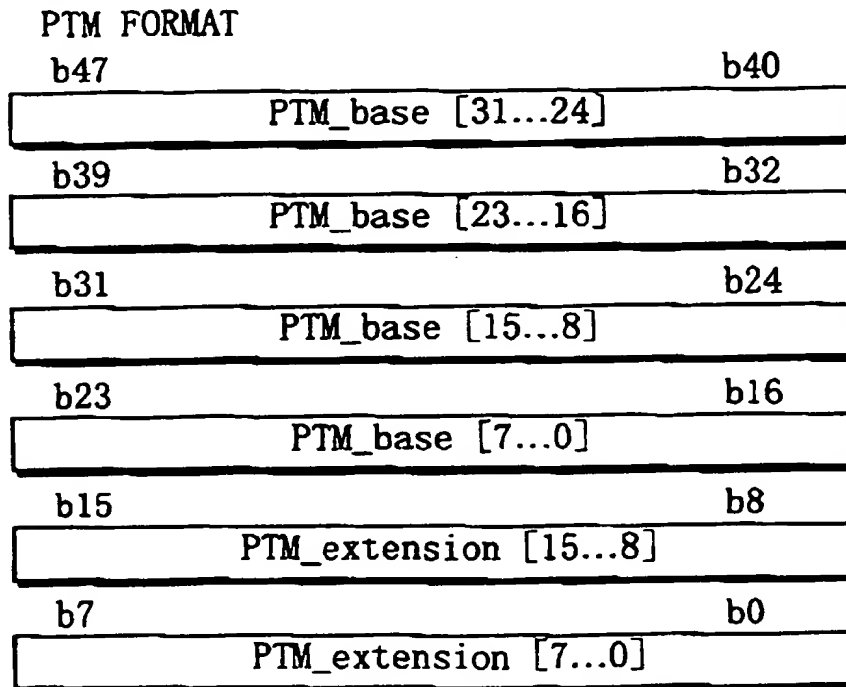 PTM FORMAT
b47 b40
PTM_base [31...24]
b39 b32
PTM_base [23...16]
b31 b24
PTM_base [15...8]
b23 b16
PTM_base [7...0]
b15 b8
PTM_extension [15...8]
b7 b0
PTM_extension [7...0]